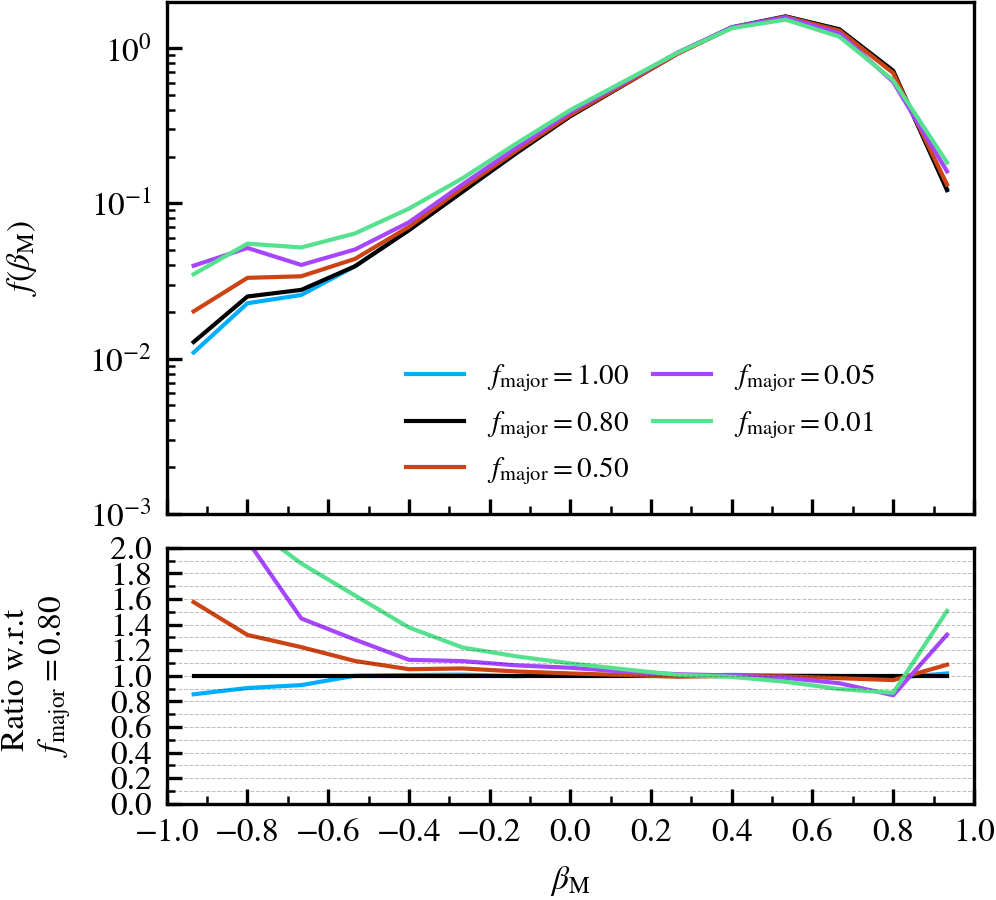 10⁰
10⁻¹
10⁻²
10⁻³
f(β_M)
f_major = 1.00
f_major = 0.80
f_major = 0.50
f_major = 0.05
f_major = 0.01
2.0
1.8
1.6
1.4
1.2
1.0
0.8
0.6
0.4
0.2
0.0
Ratio w.r.t
f_major = 0.80
−1.0 −0.8 −0.6 −0.4 −0.2 0.0 0.2 0.4 0.6 0.8 1.0
β_M